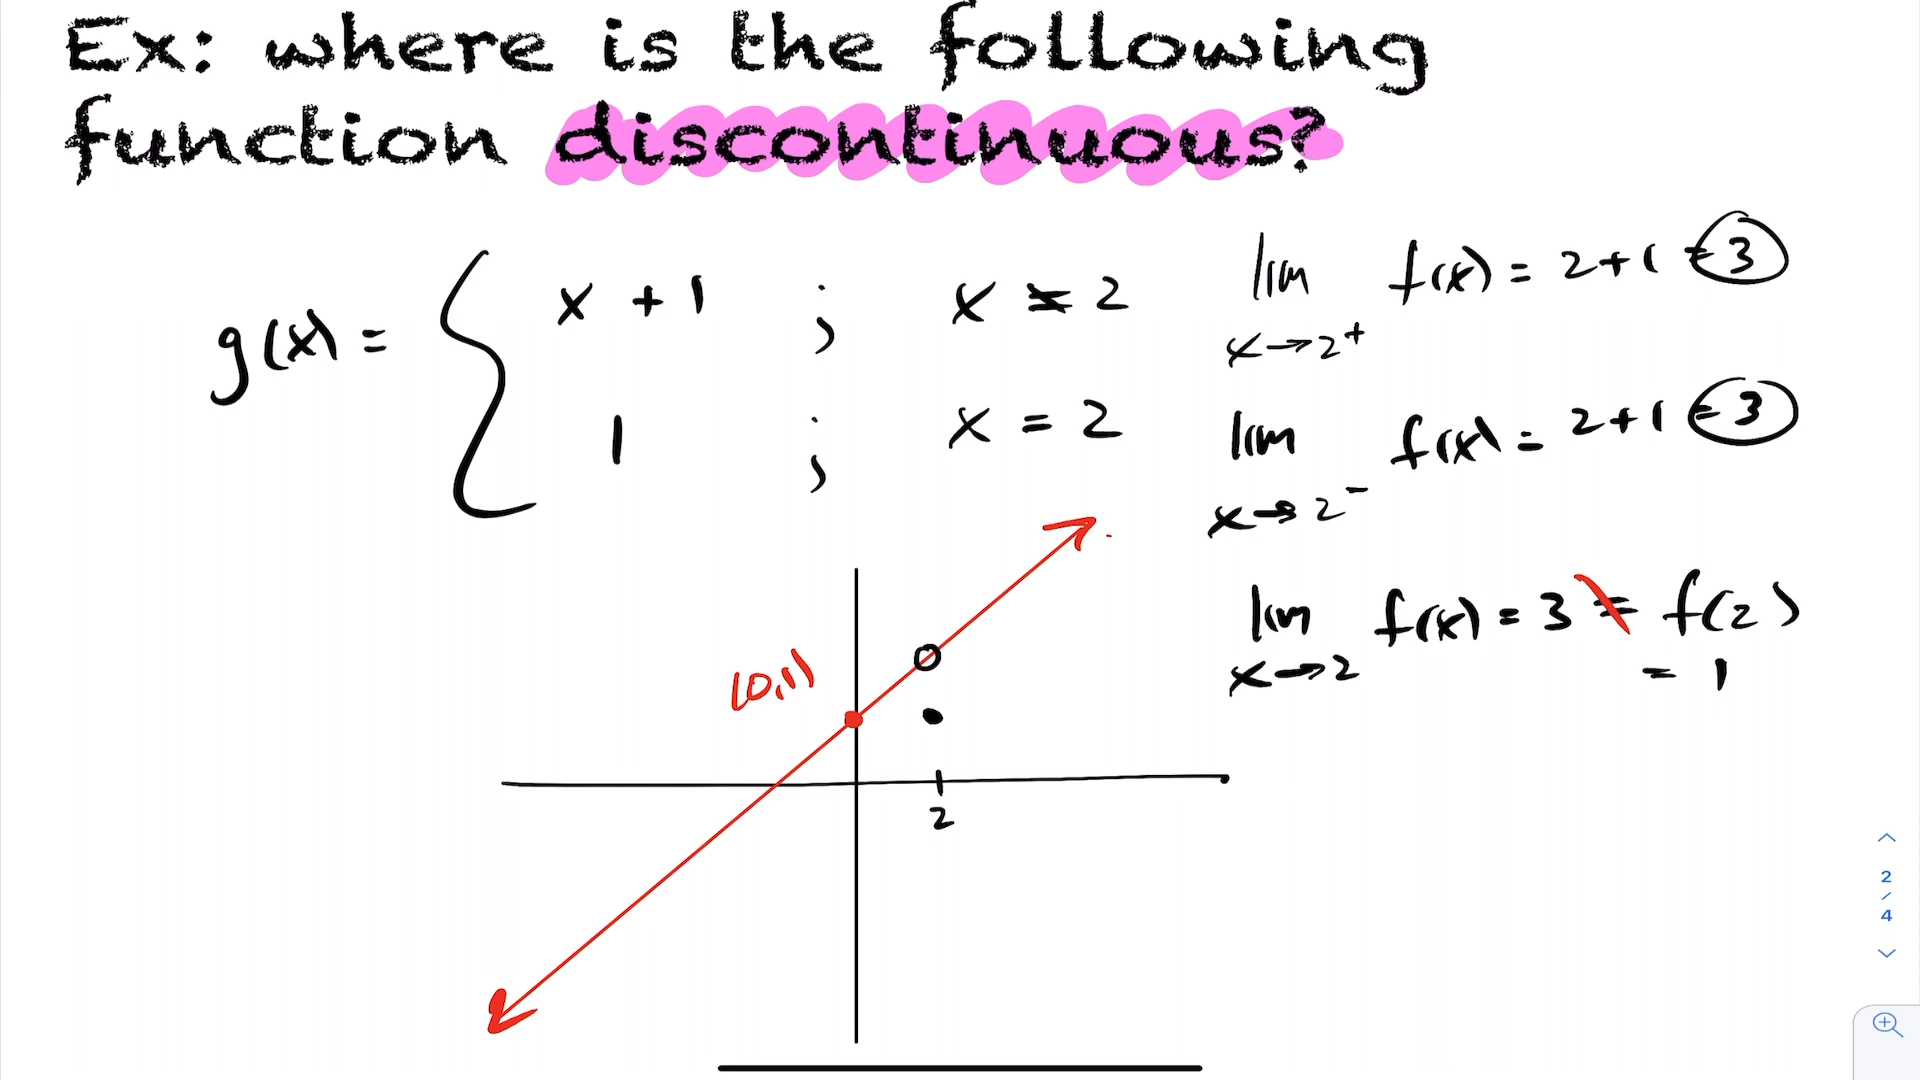 Ex: where is the following
function discontinuous?
g(x) = { x + 1 ; x ≠ 2
1 ; x = 2
lim f(x) = 2+1 = 3
x→2⁺
lim f(x) = 2+1 = 3
x→2⁻
lim f(x) = 3 ≠ f(2)
x→2 = 1
(0,1)
2
2
/
4